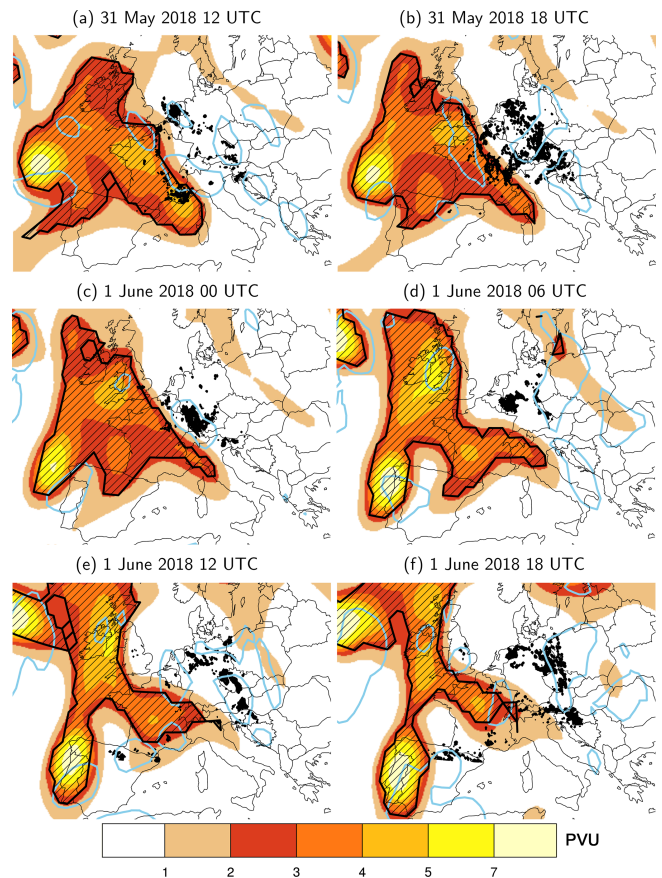 (a) 31 May 2018 12 UTC
(b) 31 May 2018 18 UTC
(c) 1 June 2018 00 UTC
(d) 1 June 2018 06 UTC
(e) 1 June 2018 12 UTC
(f) 1 June 2018 18 UTC
PVU
1 2 3 4 5 7